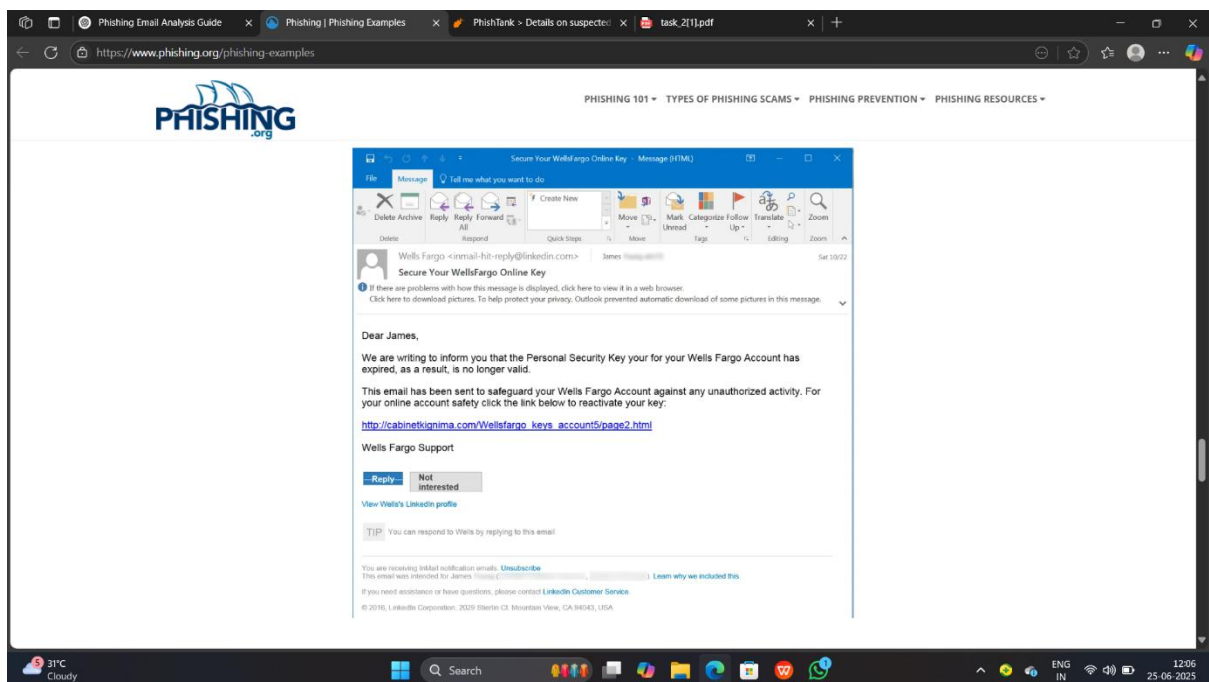 Phishing Email Analysis Guide
Phishing | Phishing Examples
PhishTank > Details on suspected
task_2[1].pdf
https://www.phishing.org/phishing-examples
PHISHING
.org
PHISHING 101
TYPES OF PHISHING SCAMS
PHISHING PREVENTION
PHISHING RESOURCES
Secure Your WellsFargo Online Key - Message (HTML)
File Message Tell me what you want to do
Delete Archive Reply Reply All Forward
Create New
Move
Mark Unread
Categorize
Follow Up
Translate
Zoom
Delete Respond Quick Steps Move Tags Editing Zoom
Wells Fargo <inmail-hit-reply@linkedin.com>
James
Sat 10/22
Secure Your WellsFargo Online Key
If there are problems with how this message is displayed, click here to view it in a web browser.
Click here to download pictures. To help protect your privacy, Outlook prevented automatic download of some pictures in this message.
Dear James,
We are writing to inform you that the Personal Security Key your for your Wells Fargo Account has
expired, as a result, is no longer valid.
This email has been sent to safeguard your Wells Fargo Account against any unauthorized activity. For
your online account safety click the link below to reactivate your key:
http://cabinetkignima.com/Wellsfargo_keys_account5/page2.html
Wells Fargo Support
Reply
Not
interested
View Wells's LinkedIn profile
TIP You can respond to Wells by replying to this email
You are receiving InMail notification emails. Unsubscribe
This email was intended for James ( , ). Learn why we included this.
If you need assistance or have questions, please contact LinkedIn Customer Service.
© 2016, LinkedIn Corporation. 2029 Stierlin Ct. Mountain View, CA 94043, USA
5
31°C
Cloudy
Search
ENG
IN
12:06
25-06-2025